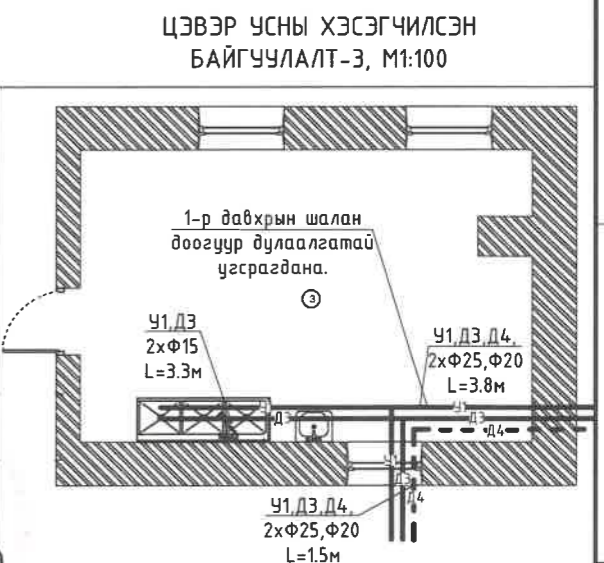 ЦЭВЭР УСНЫ ХЭСЭГЧИЛСЭН
БАЙГУУЛАЛТ-3, М1:100
1-р давхрын шалан
доогуур дулаалгатай
угсрагдана.
3
У1,Д3
2хФ15
L=3.3м
У1,Д3,Д4,
2хФ25,Ф20
L=3.8м
У1
У1
Д3
Д3
Д4
У1
Д3
Д4
У1,Д3,Д4,
2хФ25,Ф20
L=1.5м